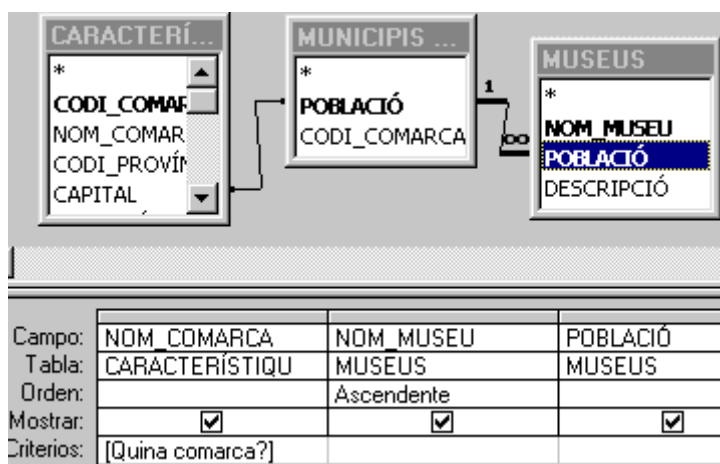 CARACTERÍ...
*
CODI_COMAR
NOM_COMAR
CODI_PROVÍN
CAPITAL
MUNICIPIS ...
*
POBLACIÓ
CODI_COMARCA
1
∞
MUSEUS
*
NOM_MUSEU
POBLACIÓ
DESCRIPCIÓ
Campo: NOM_COMARCA NOM_MUSEU POBLACIÓ
Tabla: CARACTERÍSTIQU MUSEUS MUSEUS
Orden: Ascendente
Mostrar:
Criterios: [Quina comarca?]